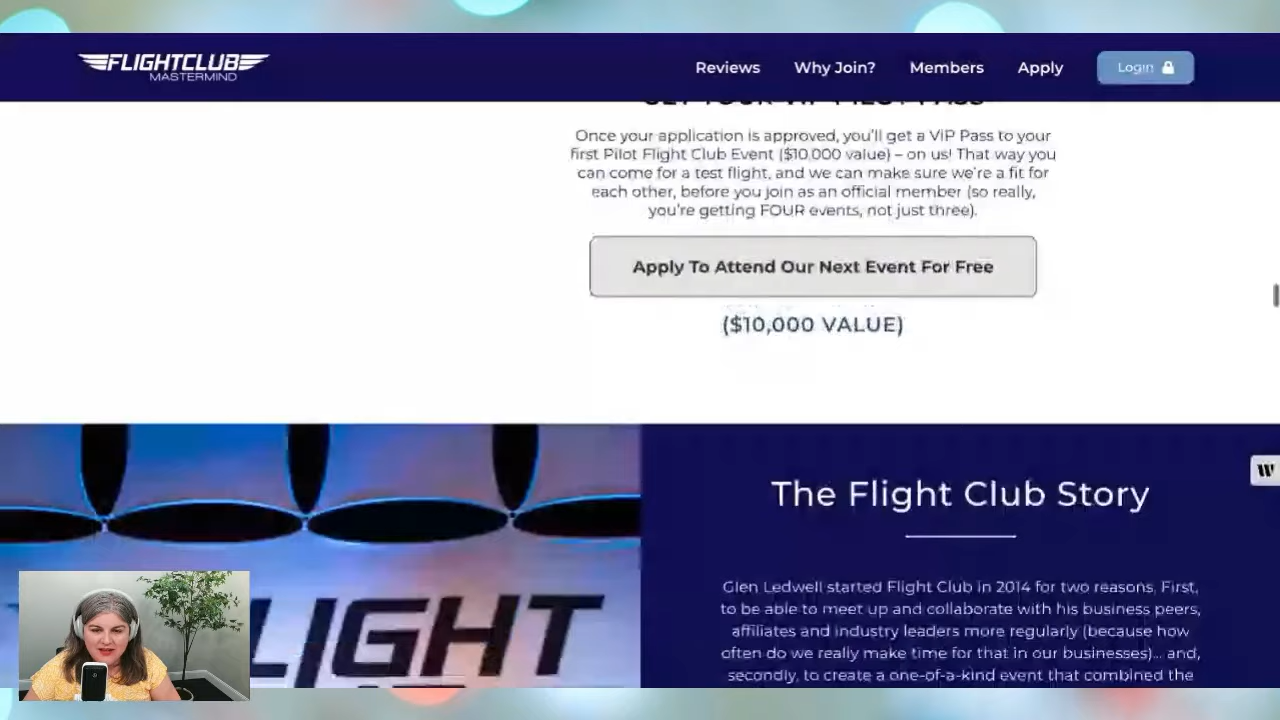 FLIGHTCLUB
MASTERMIND
Reviews
Why Join?
Members
Apply
Login
GET YOUR VIP PILOT PASS
Once your application is approved, you'll get a VIP Pass to your
first Pilot Flight Club Event ($10,000 value) – on us! That way you
can come for a test flight, and we can make sure we're a fit for
each other, before you join as an official member (so really,
you're getting FOUR events, not just three).
Apply To Attend Our Next Event For Free
($10,000 VALUE)
W
The Flight Club Story
Glen Ledwell started Flight Club in 2014 for two reasons. First,
to be able to meet up and collaborate with his business peers,
affiliates and industry leaders more regularly (because how
often do we really make time for that in our businesses)... and,
secondly, to create a one-of-a-kind event that combined the
LIGHT